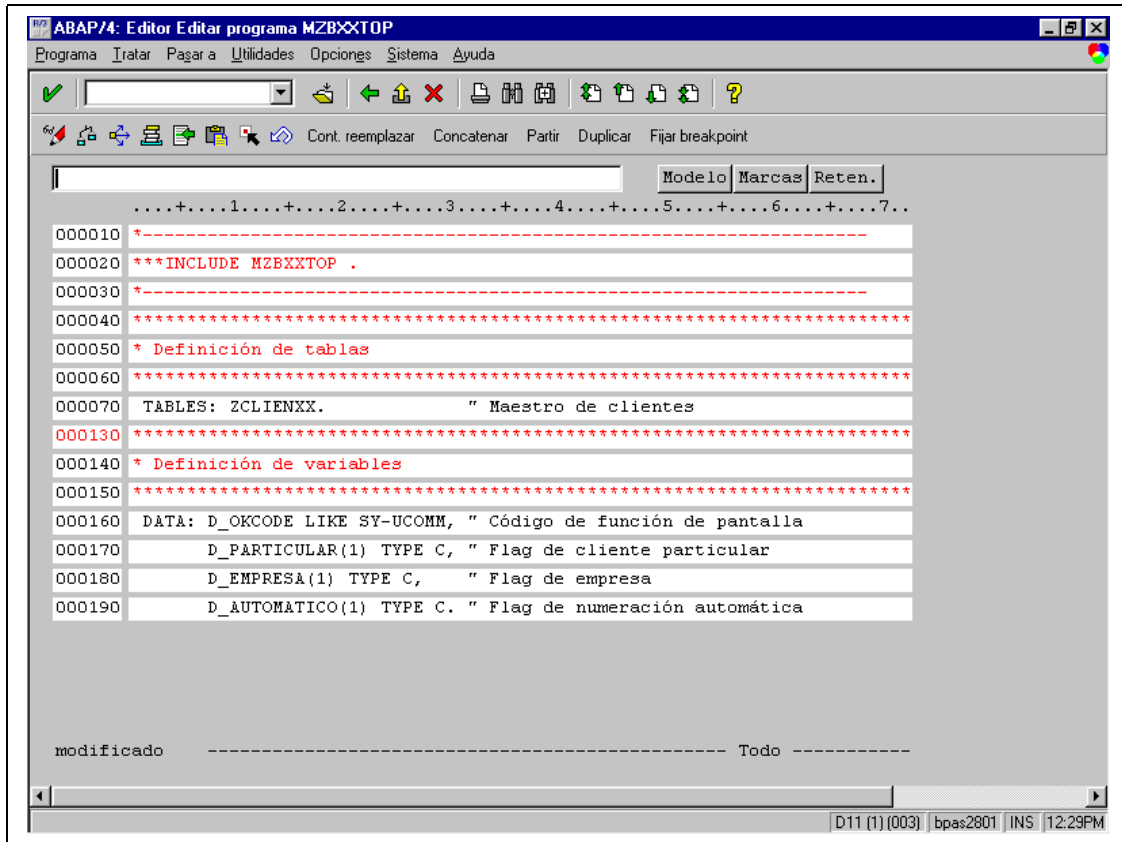 ABAP/4: Editor Editar programa MZBXXTOP
Programa Tratar Pasar a Utilidades Opciones Sistema Ayuda
Cont. reemplazar Concatenar Partir Duplicar Fijar breakpoint
Modelo Marcas Reten.
....+....1....+....2....+....3....+....4....+....5....+....6....+....7..
000010 *-------------------------------------------------------------------
000020 ***INCLUDE MZBXXTOP .
000030 *-------------------------------------------------------------------
000040 ************************************************************************
000050 * Definición de tablas
000060 ************************************************************************
000070 TABLES: ZCLIENXX. " Maestro de clientes
000130 ************************************************************************
000140 * Definición de variables
000150 ************************************************************************
000160 DATA: D_OKCODE LIKE SY-UCOMM, " Código de función de pantalla
000170 D_PARTICULAR(1) TYPE C, " Flag de cliente particular
000180 D_EMPRESA(1) TYPE C, " Flag de empresa
000190 D_AUTOMATICO(1) TYPE C. " Flag de numeración automática
modificado ------------------------------------------------ Todo -----------
D11 (1) (003) bpas2801 INS 12:29PM